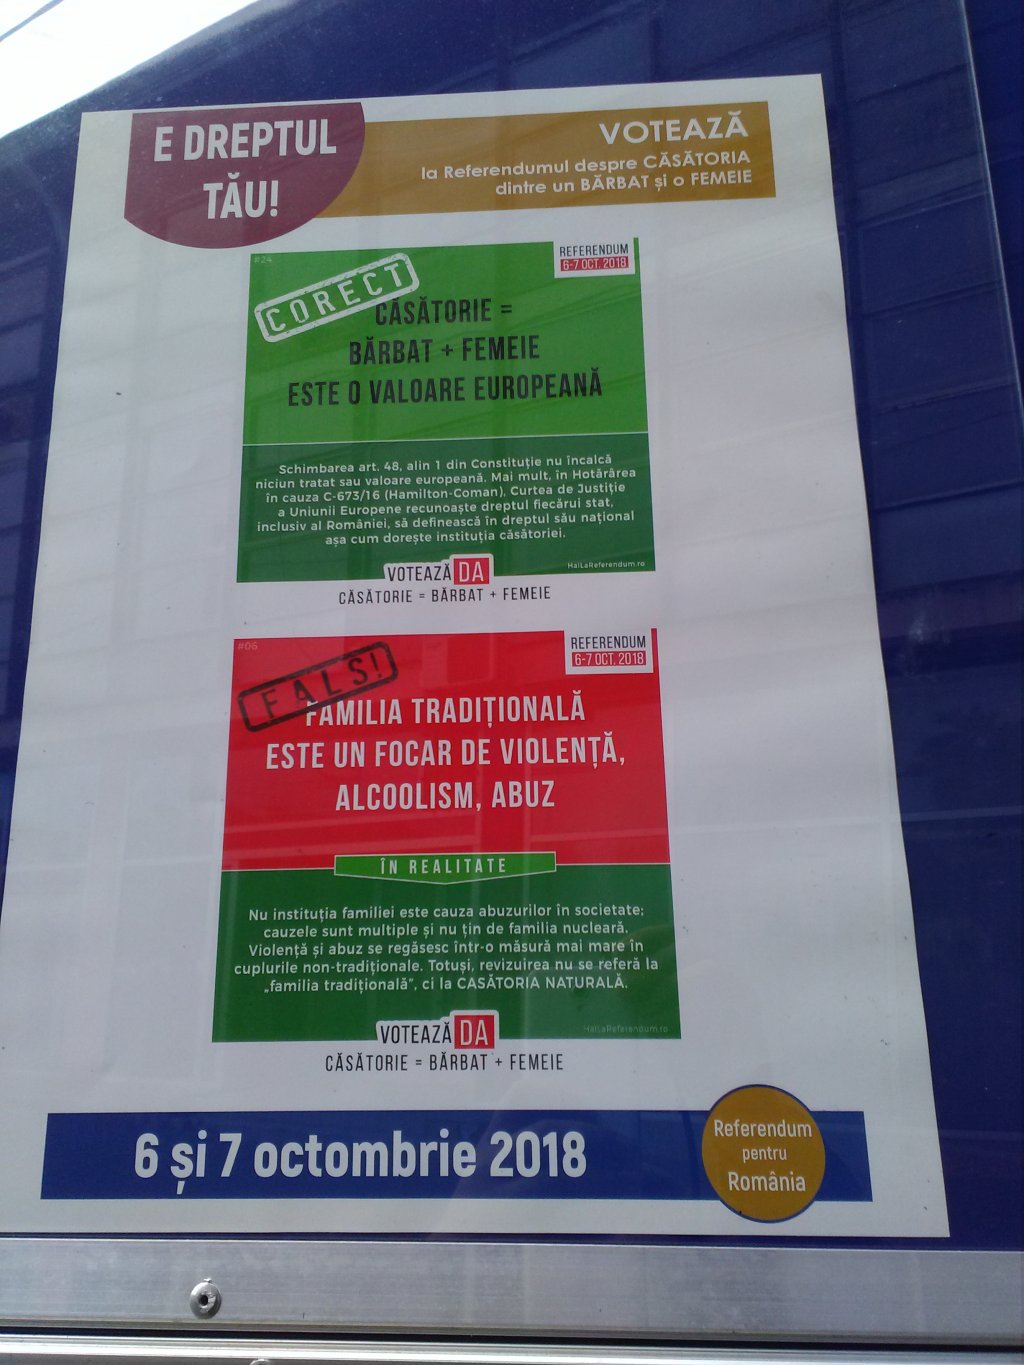 E DREPTUL
TĂU!
VOTEAZĂ
la Referendumul despre CĂSĂTORIA
dintre un BĂRBAT și o FEMEIE
#24
REFERENDUM
6-7 OCT. 2018
CORECT
CĂSĂTORIE =
BĂRBAT + FEMEIE
ESTE O VALOARE EUROPEANĂ
Schimbarea art. 48, alin 1 din Constituție nu încalcă
niciun tratat sau valoare europeană. Mai mult, în Hotărârea
în cauza C-673/16 (Hamilton-Coman), Curtea de Justiție
a Uniunii Europene recunoaște dreptul fiecărui stat,
inclusiv al României, să definească în dreptul său național
așa cum dorește instituția căsătoriei.
VOTEAZĂ DA
HaiLaReferendum.ro
CĂSĂTORIE = BĂRBAT + FEMEIE
#06
REFERENDUM
6-7 OCT. 2018
FALS!
FAMILIA TRADIȚIONALĂ
ESTE UN FOCAR DE VIOLENȚĂ,
ALCOOLISM, ABUZ
ÎN REALITATE
Nu instituția familiei este cauza abuzurilor în societate;
cauzele sunt multiple și nu țin de familia nucleară.
Violență și abuz se regăsesc într-o măsură mai mare în
cuplurile non-tradiționale. Totuși, revizuirea nu se referă la
„familia tradițională”, ci la CASĂTORIA NATURALĂ.
VOTEAZĂ DA
HaiLaReferendum.ro
CĂSĂTORIE = BĂRBAT + FEMEIE
6 și 7 octombrie 2018
Referendum
pentru
România